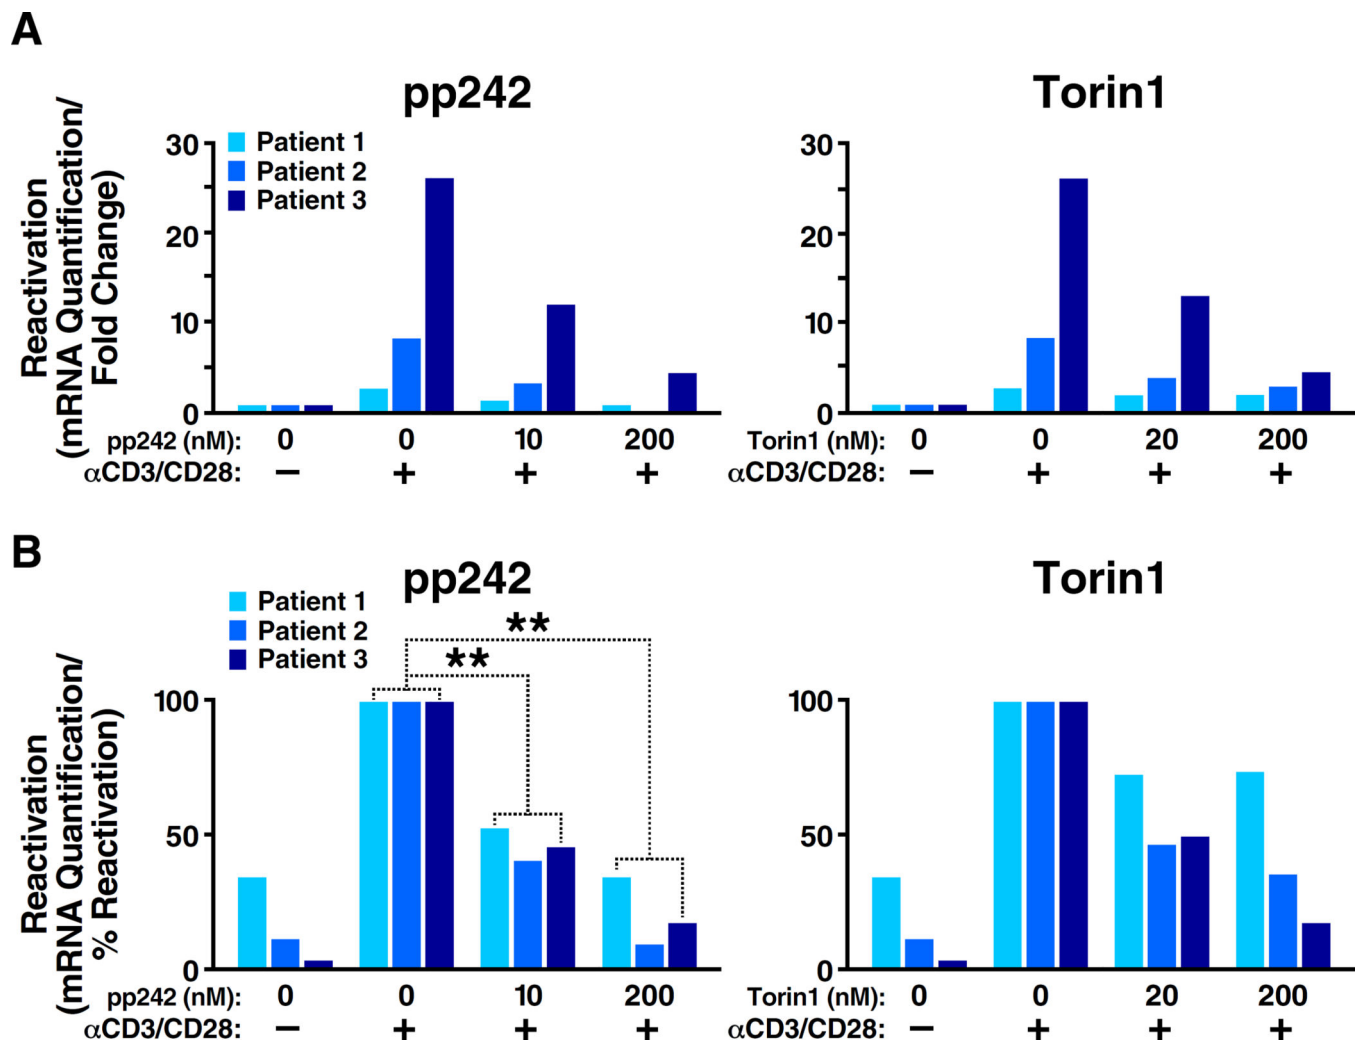 A
pp242
Torin1
Reactivation
(mRNA Quantification/
Fold Change)
30
20
10
0
Patient 1
Patient 2
Patient 3
pp242 (nM): 0 0 10 200
αCD3/CD28: − + + +
30
20
10
0
Torin1 (nM): 0 0 20 200
αCD3/CD28: − + + +
B
pp242
Torin1
Reactivation
(mRNA Quantification/
% Reactivation)
Patient 1
Patient 2
Patient 3
**
**
100
50
0
pp242 (nM): 0 0 10 200
αCD3/CD28: − + + +
100
50
0
Torin1 (nM): 0 0 20 200
αCD3/CD28: − + + +